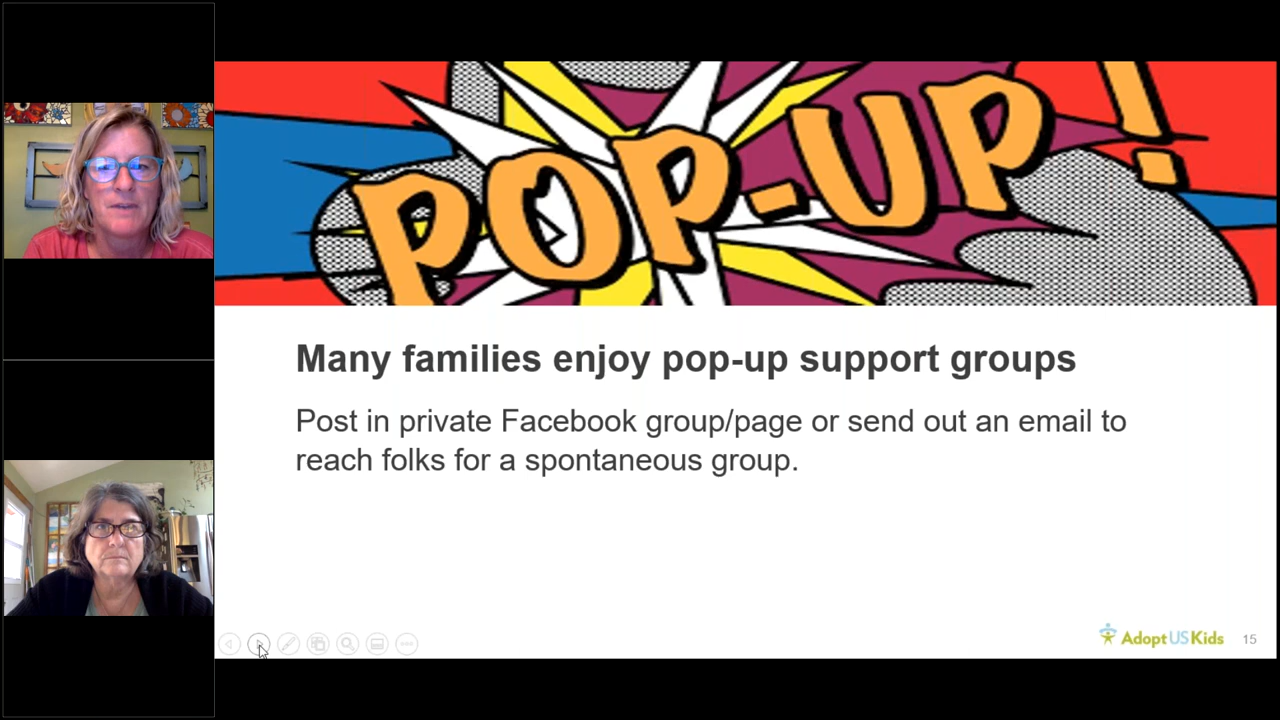 POP-UP!
Many families enjoy pop-up support groups
Post in private Facebook group/page or send out an email to
reach folks for a spontaneous group.
AdoptUSKids
15